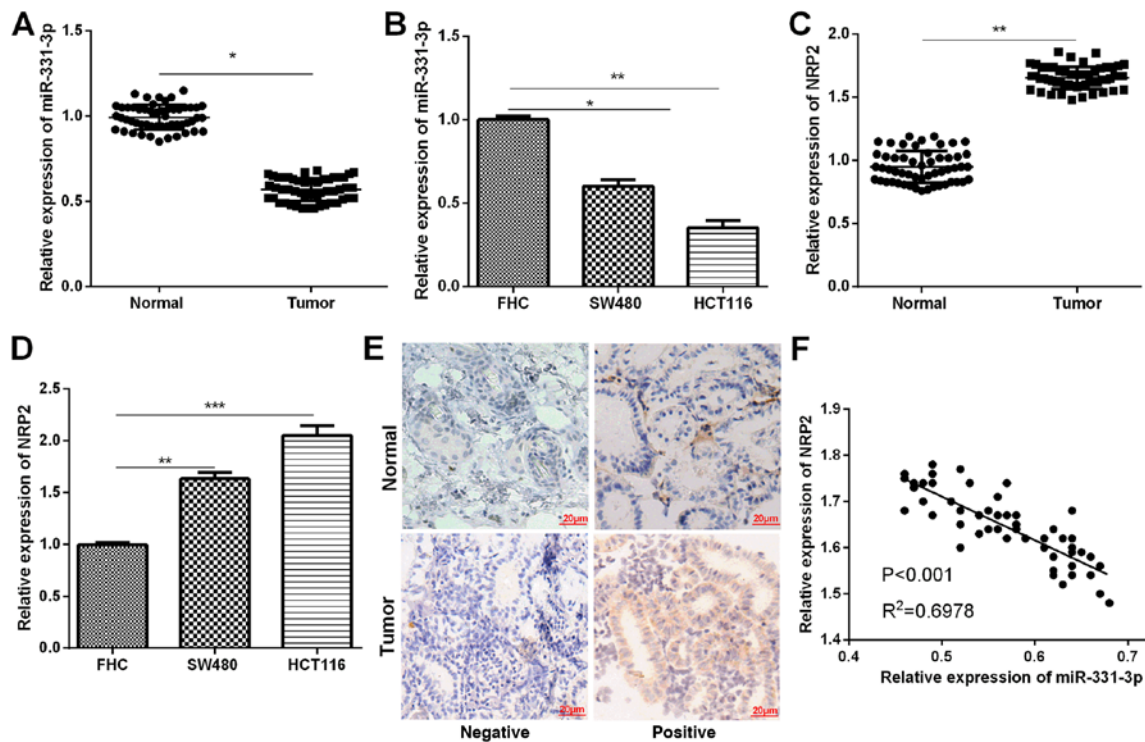 A
Relative expression of miR-331-3p
1.5
1.0
0.5
0.0
*
Normal
Tumor
B
Relative expression of miR-331-3p
1.5
1.0
0.5
0.0
**
*
FHC
SW480
HCT116
C
Relative expression of NRP2
2.0
1.5
1.0
0.5
0.0
**
Normal
Tumor
D
Relative expression of NRP2
2.5
2.0
1.5
1.0
0.5
0.0
***
**
FHC
SW480
HCT116
E
Normal
Tumor
20μm
20μm
20μm
20μm
Negative
Positive
F
Relative expression of NRP2
1.9
1.8
1.7
1.6
1.5
1.4
P<0.001
R²=0.6978
0.4
0.5
0.6
0.7
Relative expression of miR-331-3p